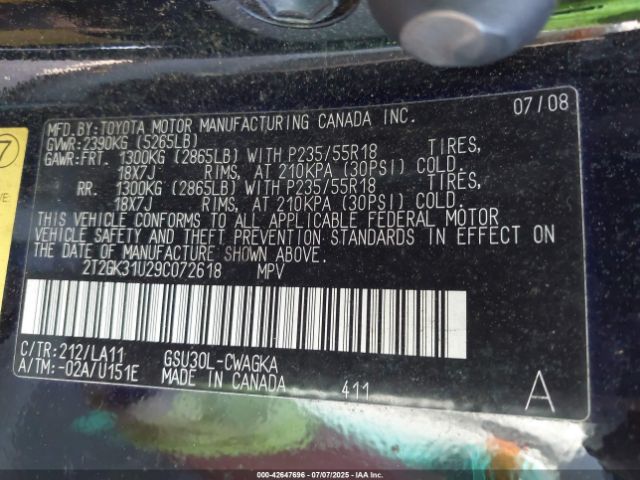 07/08
MFD.BY:TOYOTA MOTOR MANUFACTURING CANADA INC.
GVWR:2390KG (5265LB)
GAWR:FRT. 1300KG (2865LB) WITH P235/55R18 TIRES,
18X7J RIMS, AT 210KPA (30PSI) COLD.
RR. 1300KG (2865LB) WITH P235/55R18 TIRES,
18X7J RIMS, AT 210KPA (30PSI) COLD.
THIS VEHICLE CONFORMS TO ALL APPLICABLE FEDERAL MOTOR
VEHICLE SAFETY AND THEFT PREVENTION STANDARDS IN EFFECT ON
THE DATE OF MANUFACTURE SHOWN ABOVE.
2T2GK31U29C072618 MPV
C/TR:212/LA11 GSU30L-CWAGKA
A/TM:-02A/U151E MADE IN CANADA 411 A
7
VE:
000-42647696 - 07/07/2025 - IAA Inc.